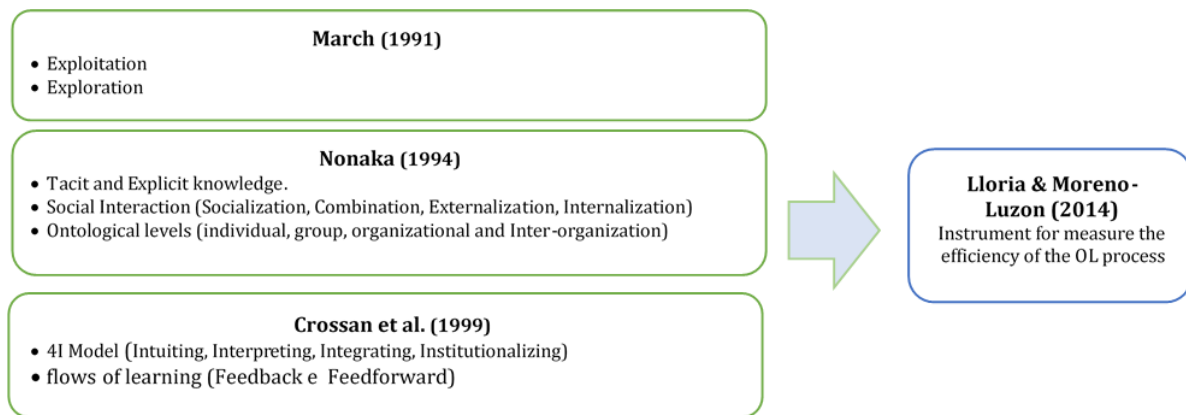 March (1991)
• Exploitation
• Exploration
Nonaka (1994)
• Tacit and Explicit knowledge.
• Social Interaction (Socialization, Combination, Externalization, Internalization)
• Ontological levels (individual, group, organizational and Inter-organization)
Crossan et al. (1999)
• 4I Model (Intuiting, Interpreting, Integrating, Institutionalizing)
• flows of learning (Feedback e Feedforward)
Lloria & Moreno-
Luzon (2014)
Instrument for measure the
efficiency of the OL process